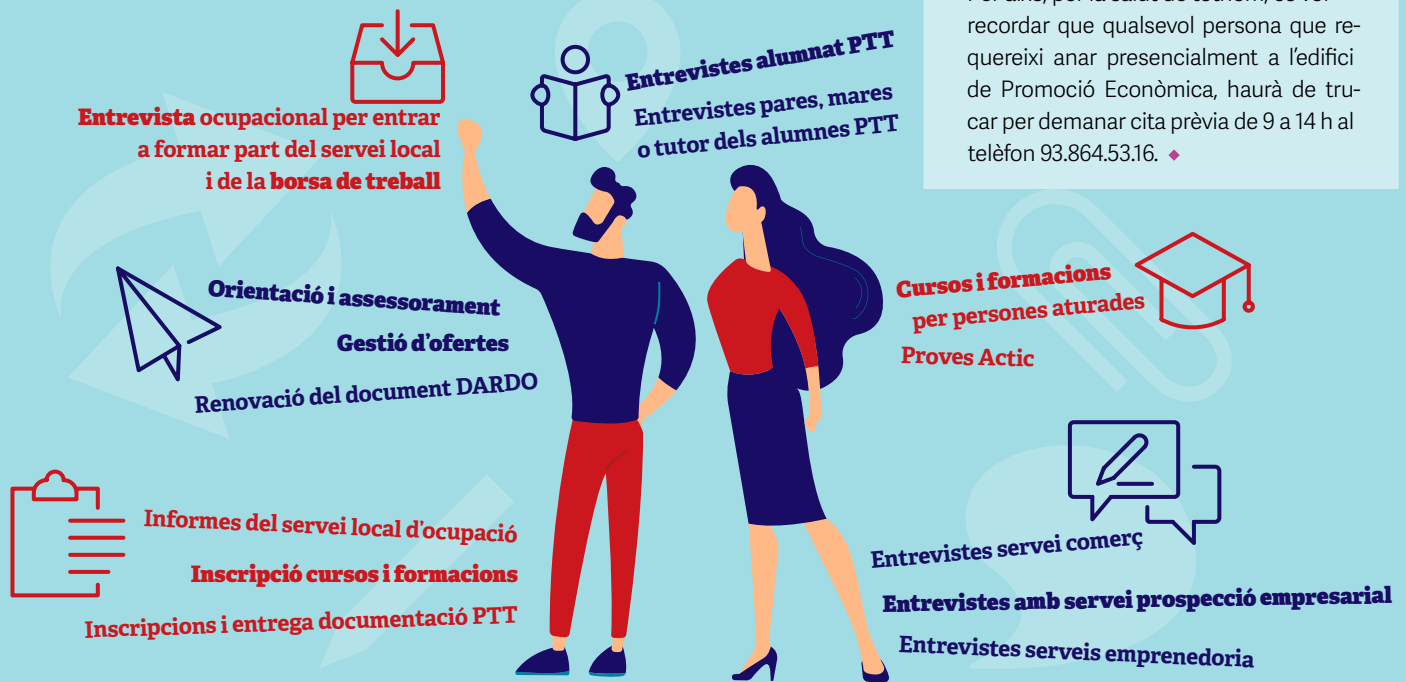 Entrevista ocupacional per entrar
a formar part del servei local
i de la borsa de treball
Entrevistes alumnat PTT
Entrevistes pares, mares
o tutor dels alumnes PTT
recordar que qualsevol persona que re-
quereixi anar presencialment a l'edifici
de Promoció Econòmica, haurà de tru-
car per demanar cita prèvia de 9 a 14 h al
telèfon 93.864.53.16.
Orientació i assessorament
Gestió d'ofertes
Renovació del document DARDO
Cursos i formacions
per persones aturades
Proves Actic
Informes del servei local d'ocupació
Inscripció cursos i formacions
Inscripcions i entrega documentació PTT
Entrevistes servei comerç
Entrevistes amb servei prospecció empresarial
Entrevistes serveis emprenedoria